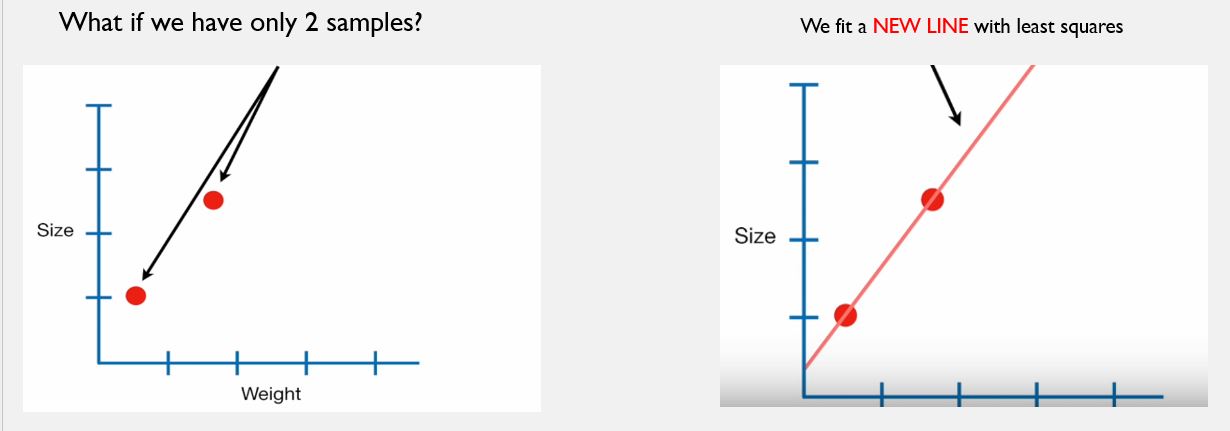 What if we have only 2 samples?
Size
Weight
We fit a NEW LINE with least squares
Size